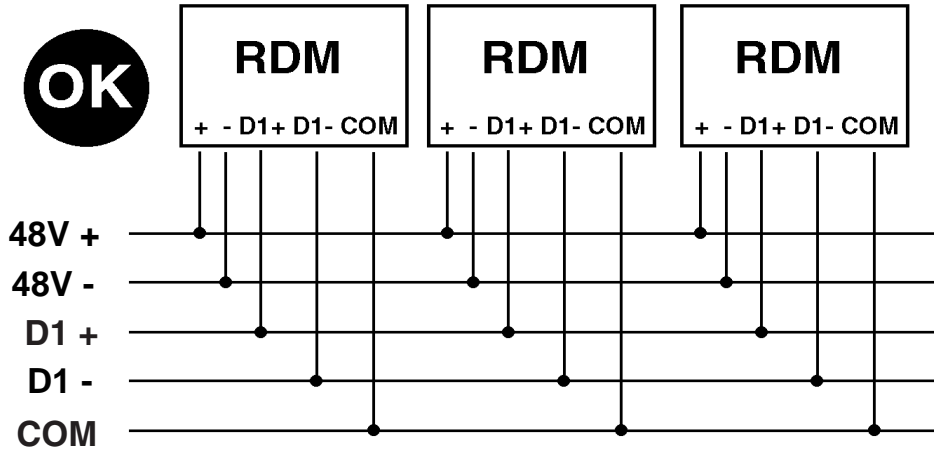 OK
RDM RDM RDM
+ - D1+ D1- COM + - D1+ D1- COM + - D1+ D1- COM
48V +
48V -
D1 +
D1 -
COM